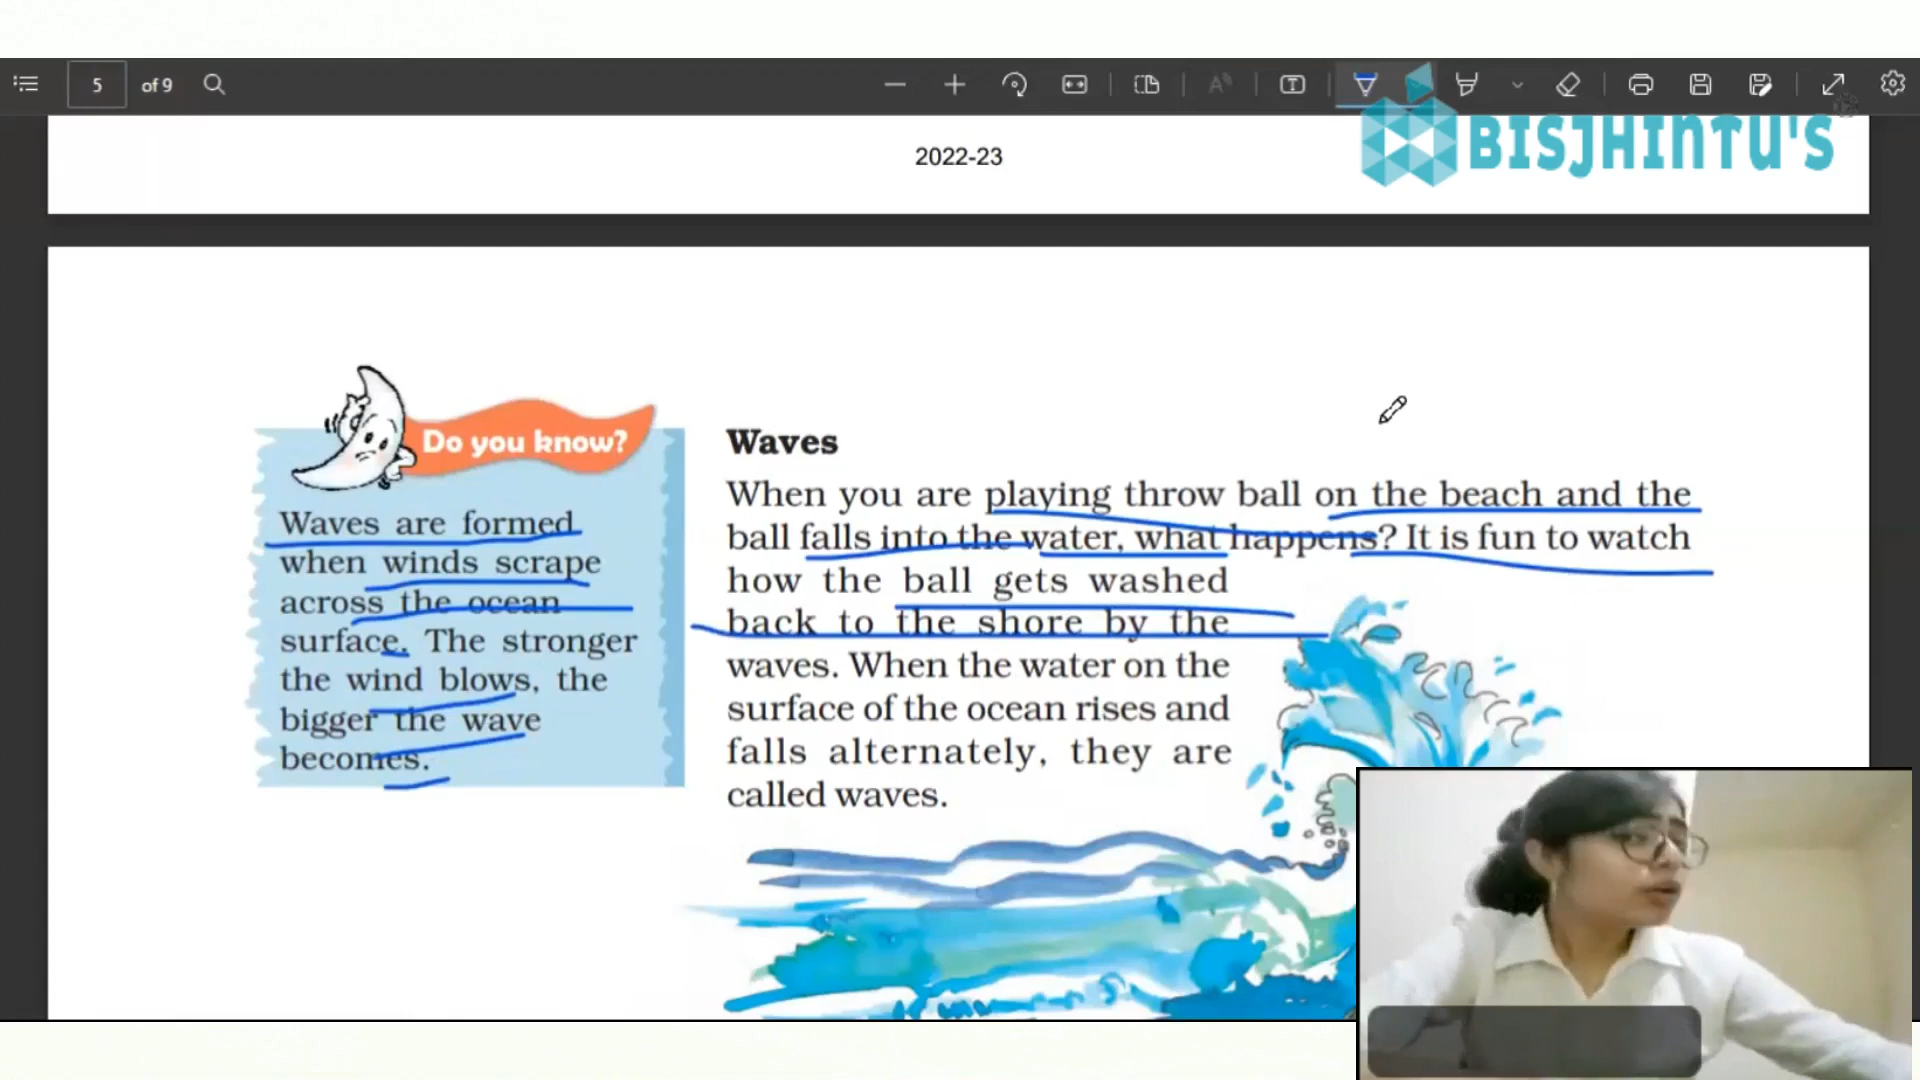 5 of 9
BISJHINTU'S
2022-23
Do you know?
Waves are formed
when winds scrape
across the ocean
surface. The stronger
the wind blows, the
bigger the wave
becomes.
Waves
When you are playing throw ball on the beach and the
ball falls into the water, what happens? It is fun to watch
how the ball gets washed
back to the shore by the
waves. When the water on the
surface of the ocean rises and
falls alternately, they are
called waves.